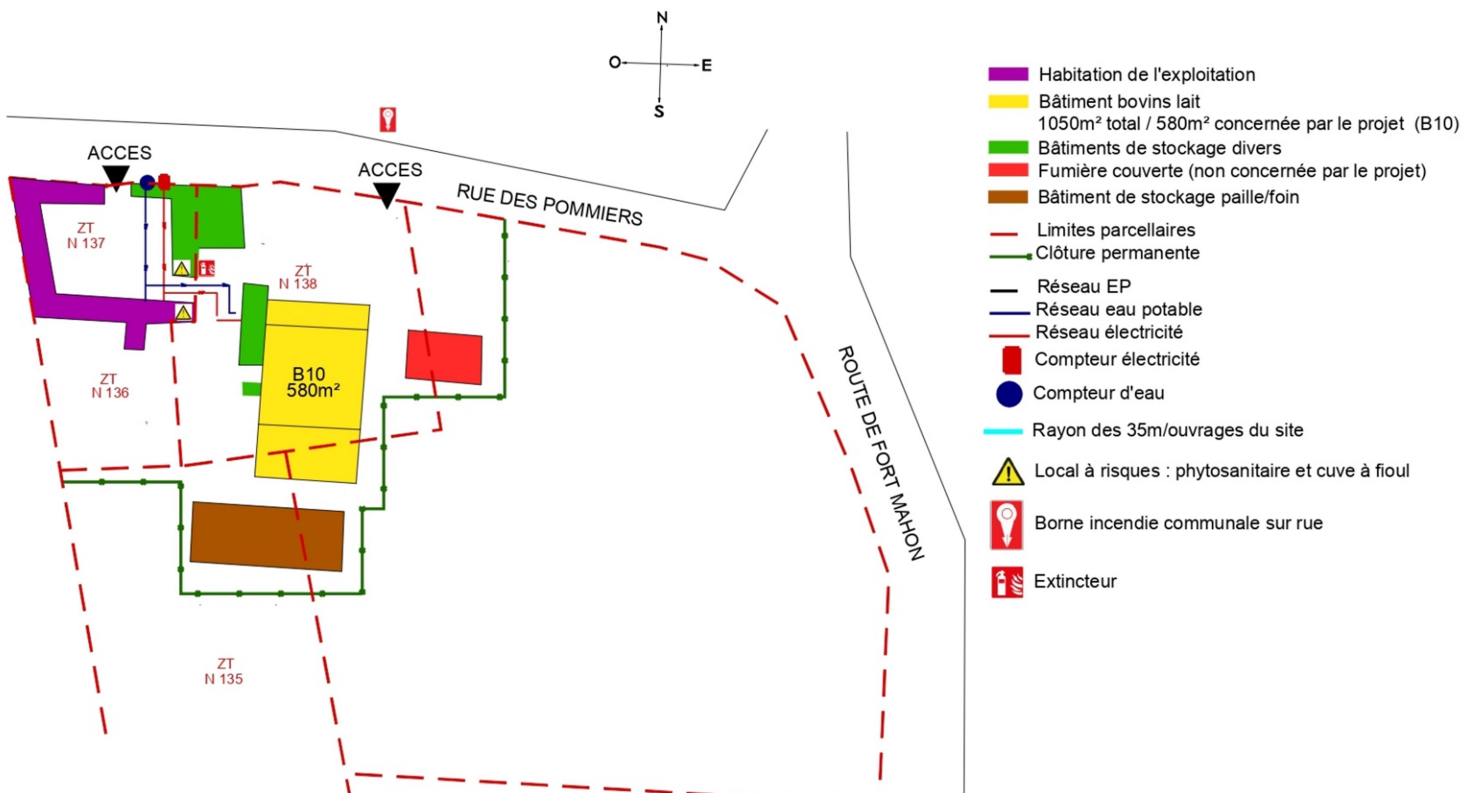 N
O
E
S
ACCES
ACCES
RUE DES POMMIERS
ZT
N 137
ZT
N 138
ZT
N 136
B10
580m²
ROUTE DE FORT MAHON
ZT
N 135
Habitation de l'exploitation
Bâtiment bovins lait
1050m² total / 580m² concernée par le projet (B10)
Bâtiments de stockage divers
Fumière couverte (non concernée par le projet)
Bâtiment de stockage paille/foin
Limites parcellaires
Clôture permanente
Réseau EP
Réseau eau potable
Réseau électricité
Compteur électricité
Compteur d'eau
Rayon des 35m/ouvrages du site
Local à risques : phytosanitaire et cuve à fioul
Borne incendie communale sur rue
Extincteur